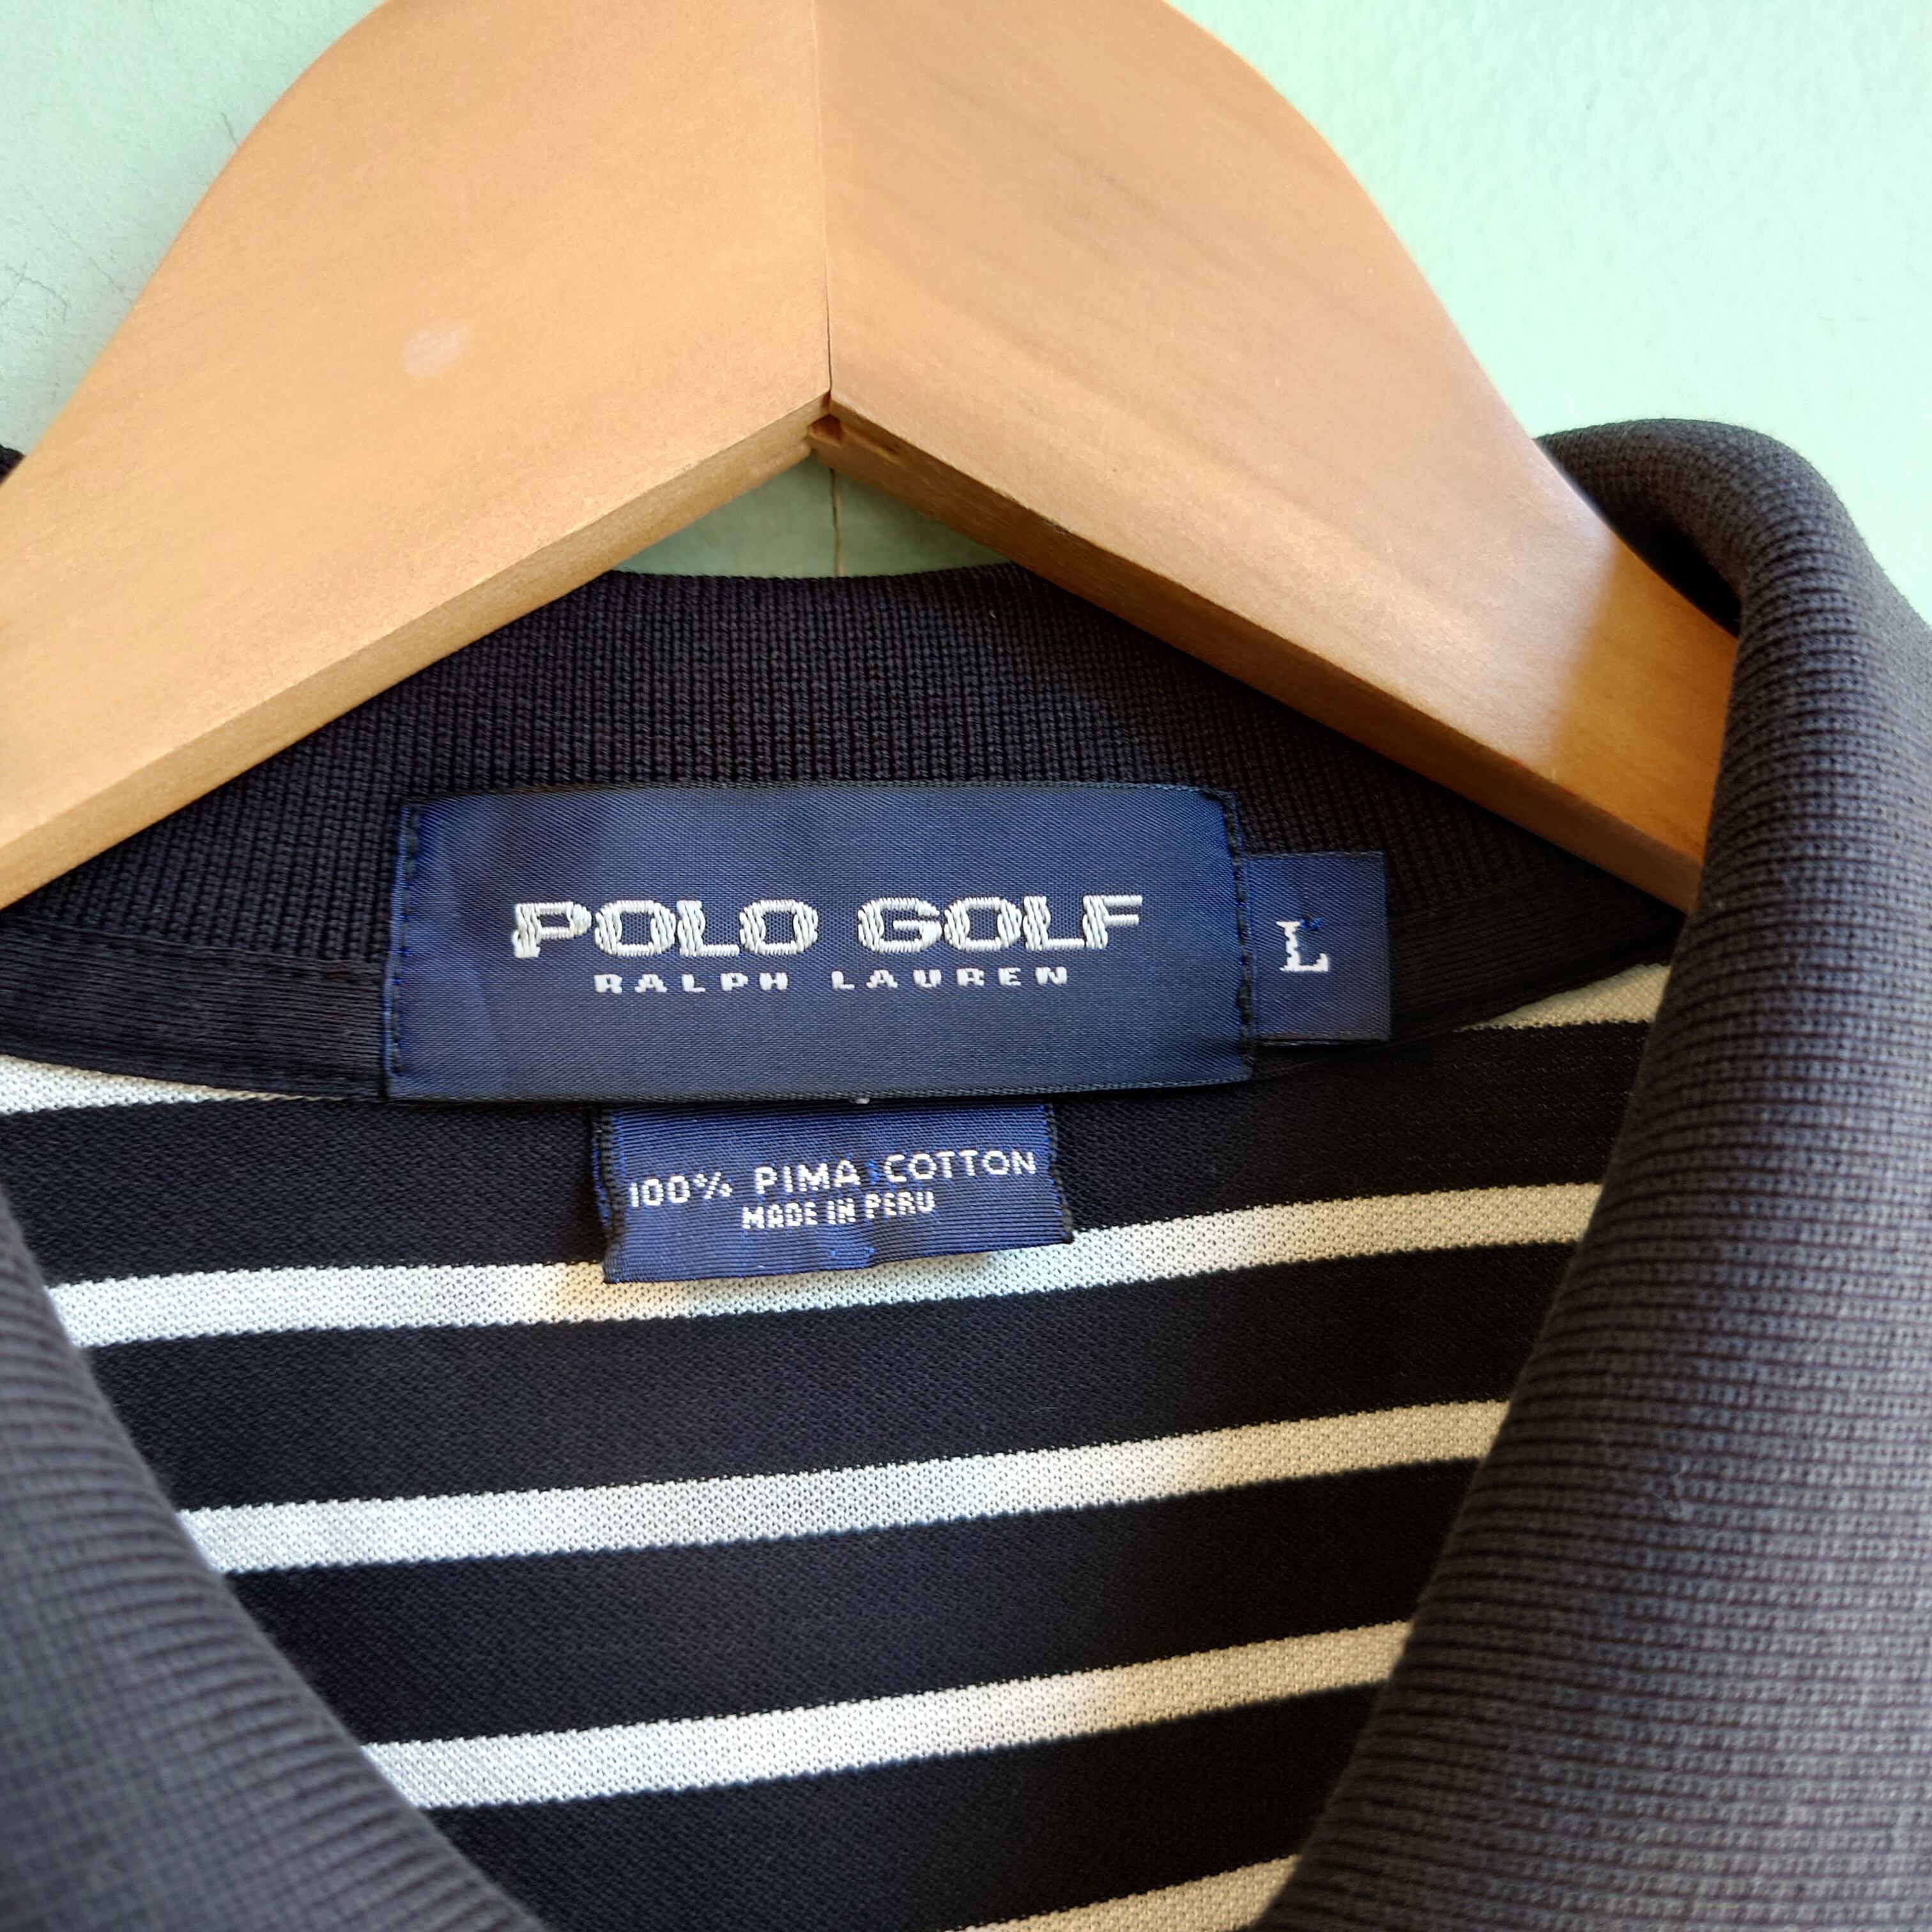 POLO GOLF
RALPH LAUREN
L
100% PIMA COTTON
MADE IN PERU